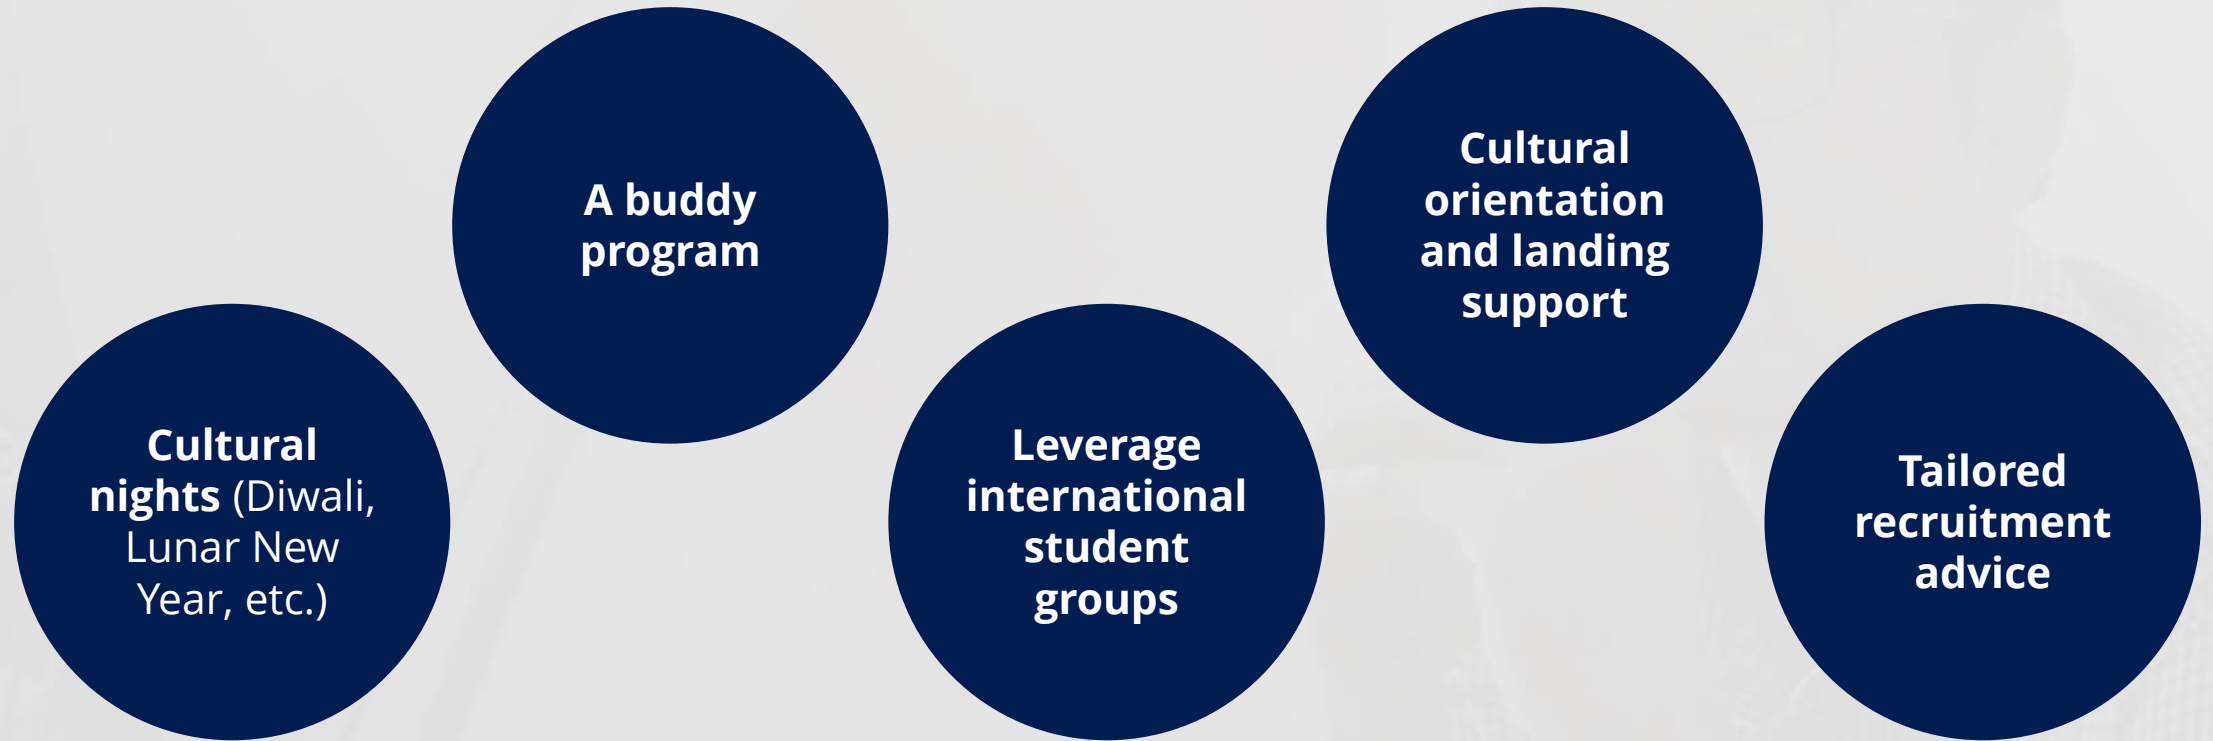 Cultural
nights (Diwali,
Lunar New
Year, etc.)
A buddy
program
Leverage
international
student
groups
Cultural
orientation
and landing
support
Tailored
recruitment
advice